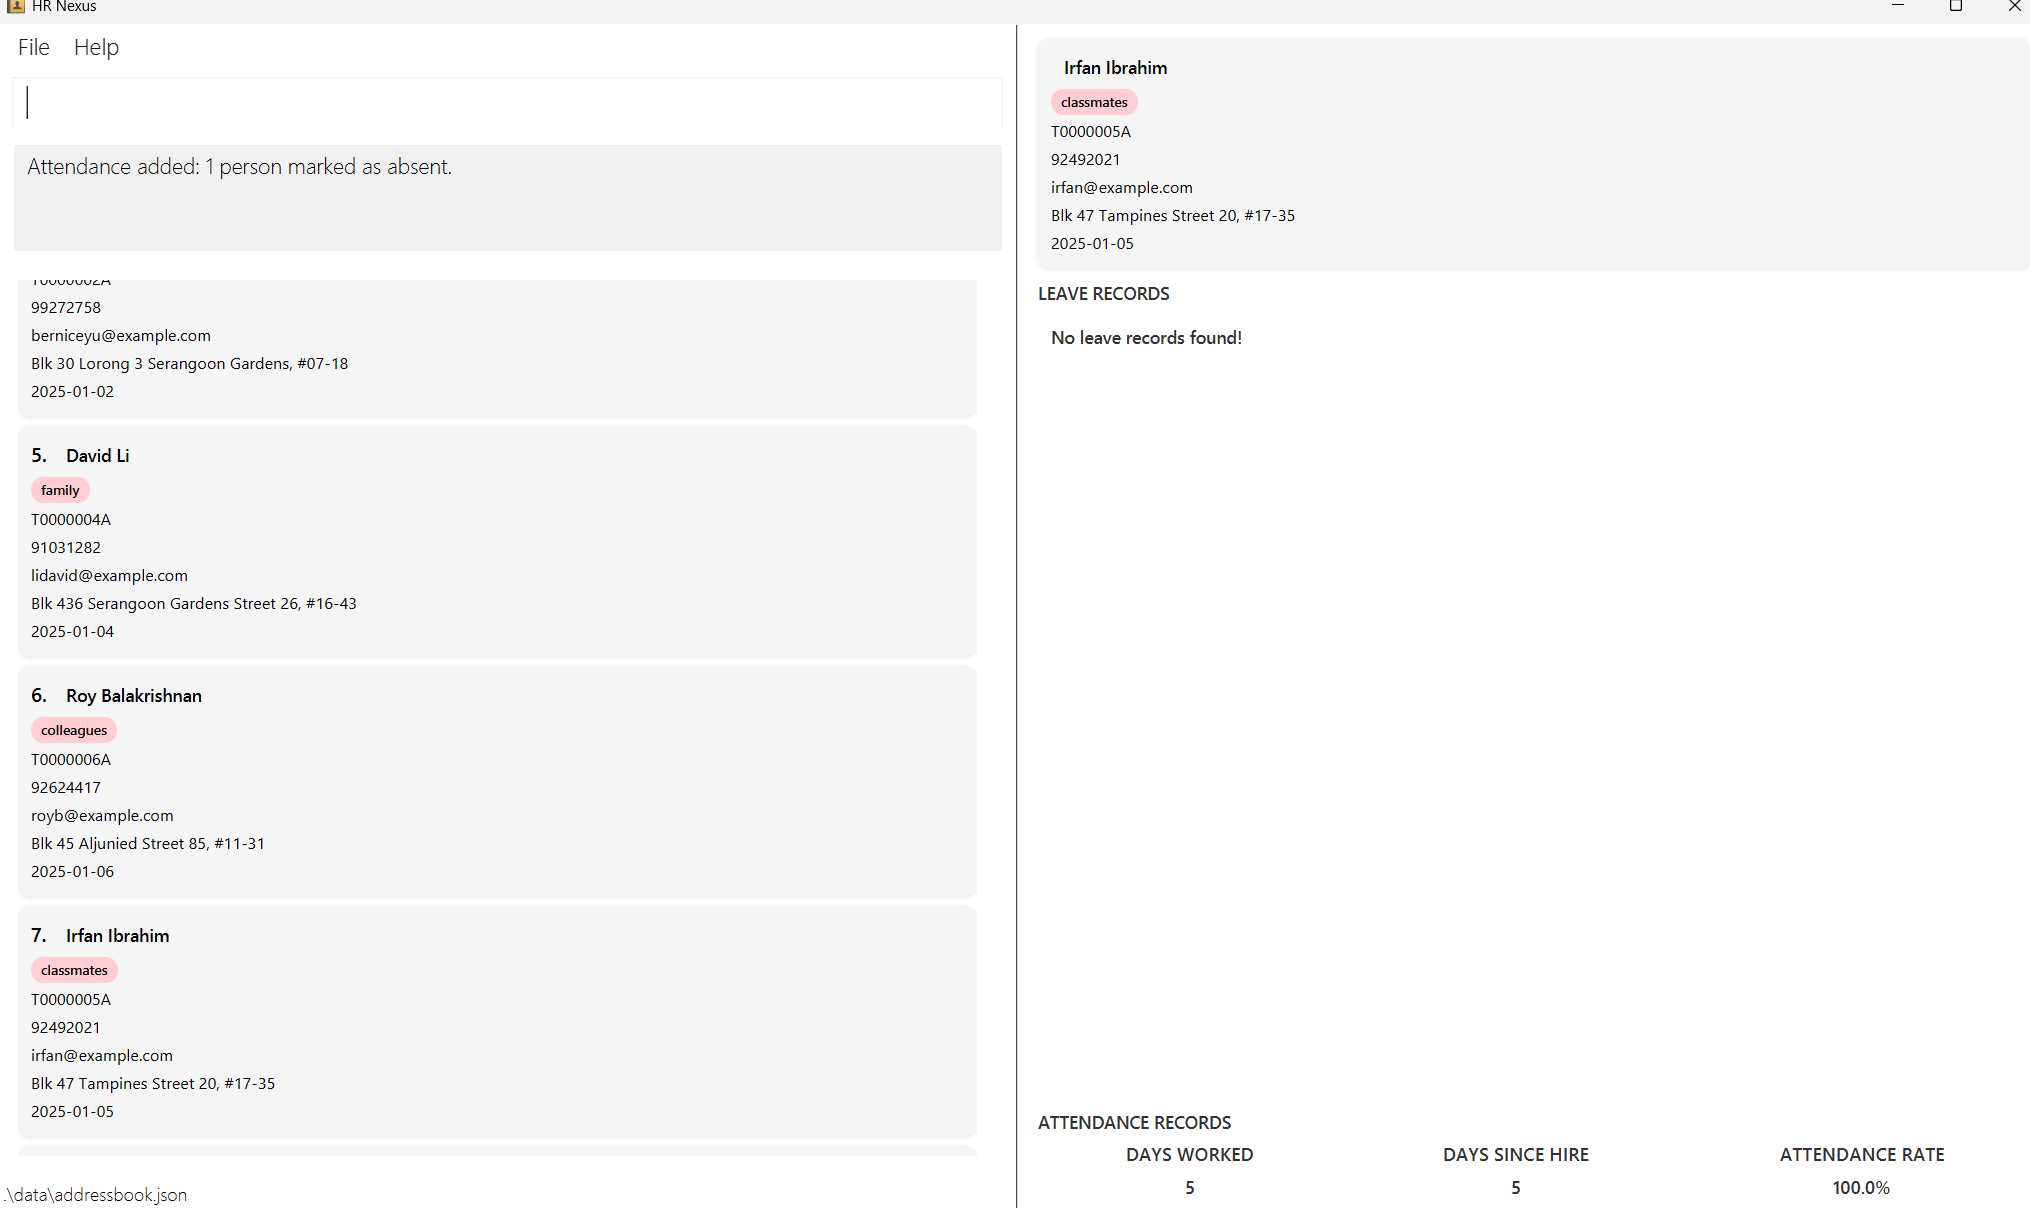 HR Nexus
File Help
Attendance added: 1 person marked as absent.
T0000002A
99272758
berniceyu@example.com
Blk 30 Lorong 3 Serangoon Gardens, #07-18
2025-01-02
5. David Li
family
T0000004A
91031282
lidavid@example.com
Blk 436 Serangoon Gardens Street 26, #16-43
2025-01-04
6. Roy Balakrishnan
colleagues
T0000006A
92624417
royb@example.com
Blk 45 Aljunied Street 85, #11-31
2025-01-06
7. Irfan Ibrahim
classmates
T0000005A
92492021
irfan@example.com
Blk 47 Tampines Street 20, #17-35
2025-01-05
.\data\addressbook.json
Irfan Ibrahim
classmates
T0000005A
92492021
irfan@example.com
Blk 47 Tampines Street 20, #17-35
2025-01-05
LEAVE RECORDS
No leave records found!
ATTENDANCE RECORDS
DAYS WORKED DAYS SINCE HIRE ATTENDANCE RATE
5 5 100.0%